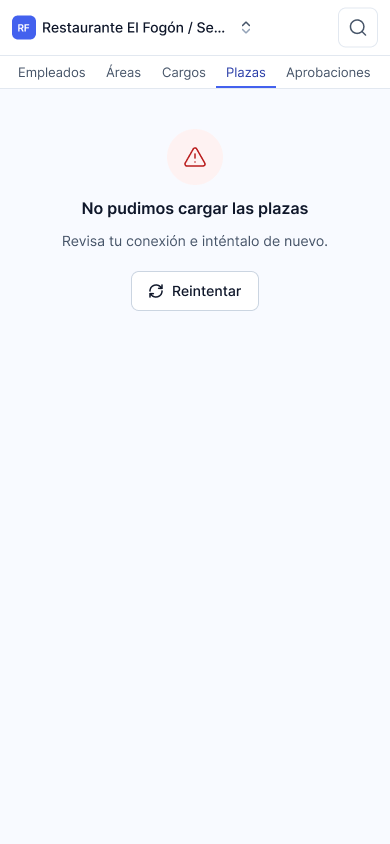 RF Restaurante El Fogón / Se...
Empleados Áreas Cargos Plazas Aprobaciones
No pudimos cargar las plazas
Revisa tu conexión e inténtalo de nuevo.
Reintentar